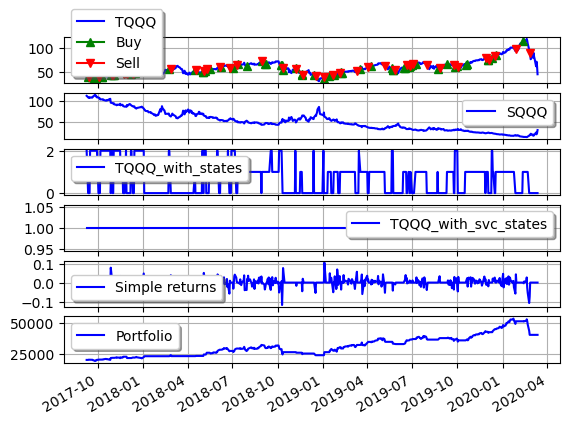 TQQQ
Buy
Sell
100
50
SQQQ
100
50
TQQQ_with_states
2
0
TQQQ_with_svc_states
1.05
1.00
0.95
Simple returns
0.1
0.0
−0.1
Portfolio
50000
25000
2017-10 2018-01 2018-04 2018-07 2018-10 2019-01 2019-04 2019-07 2019-10 2020-01 2020-04